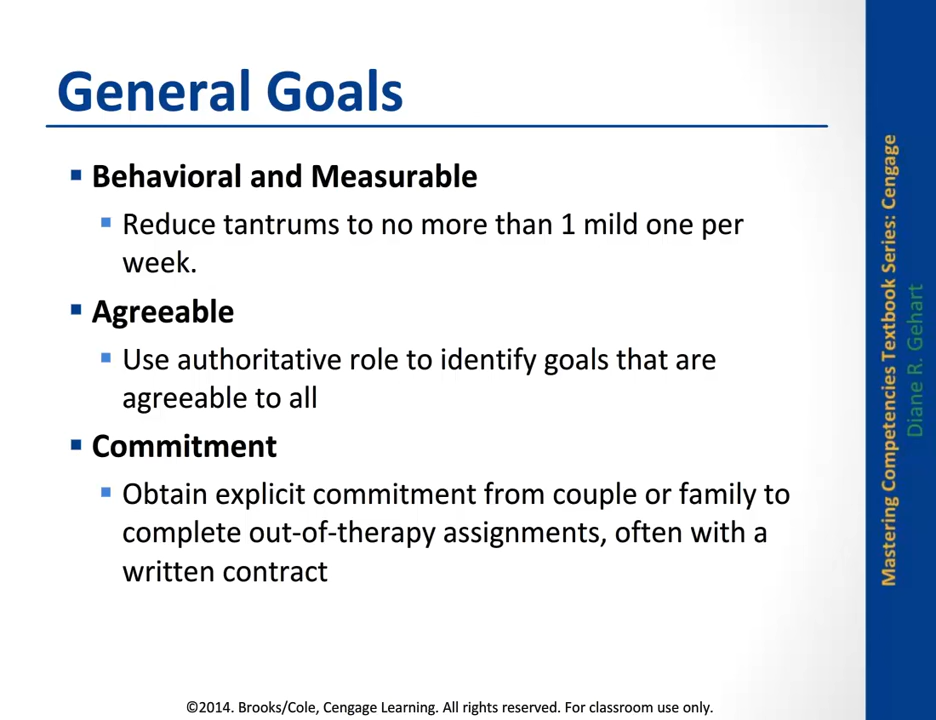 General Goals
Behavioral and Measurable
Reduce tantrums to no more than 1 mild one per
week.
Agreeable
Use authoritative role to identify goals that are
agreeable to all
Commitment
Obtain explicit commitment from couple or family to
complete out-of-therapy assignments, often with a
written contract
©2014. Brooks/Cole, Cengage Learning. All rights reserved. For classroom use only.
Mastering Competencies Textbook Series: Cengage
Diane R. Gehart